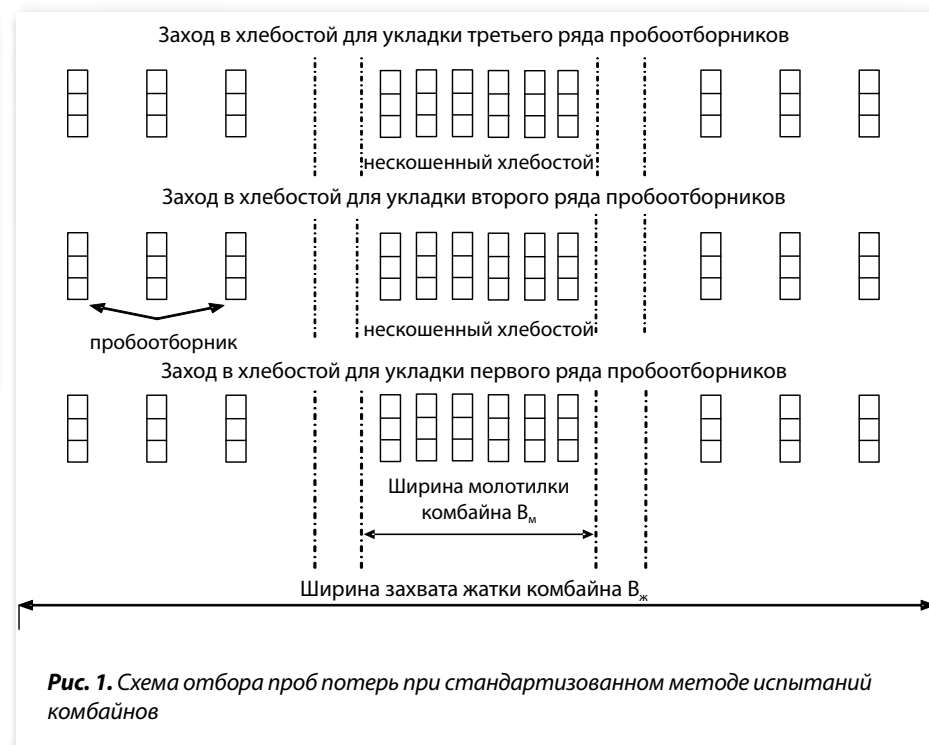 Заход в хлебостой для укладки третьего ряда пробоотборников
нескошенный хлебостой
Заход в хлебостой для укладки второго ряда пробоотборников
нескошенный хлебостой
пробоотборник
Заход в хлебостой для укладки первого ряда пробоотборников
Ширина молотилки
комбайна Вм
Ширина захвата жатки комбайна Вж
Рис. 1. Схема отбора проб потерь при стандартизованном методе испытаний
комбайнов